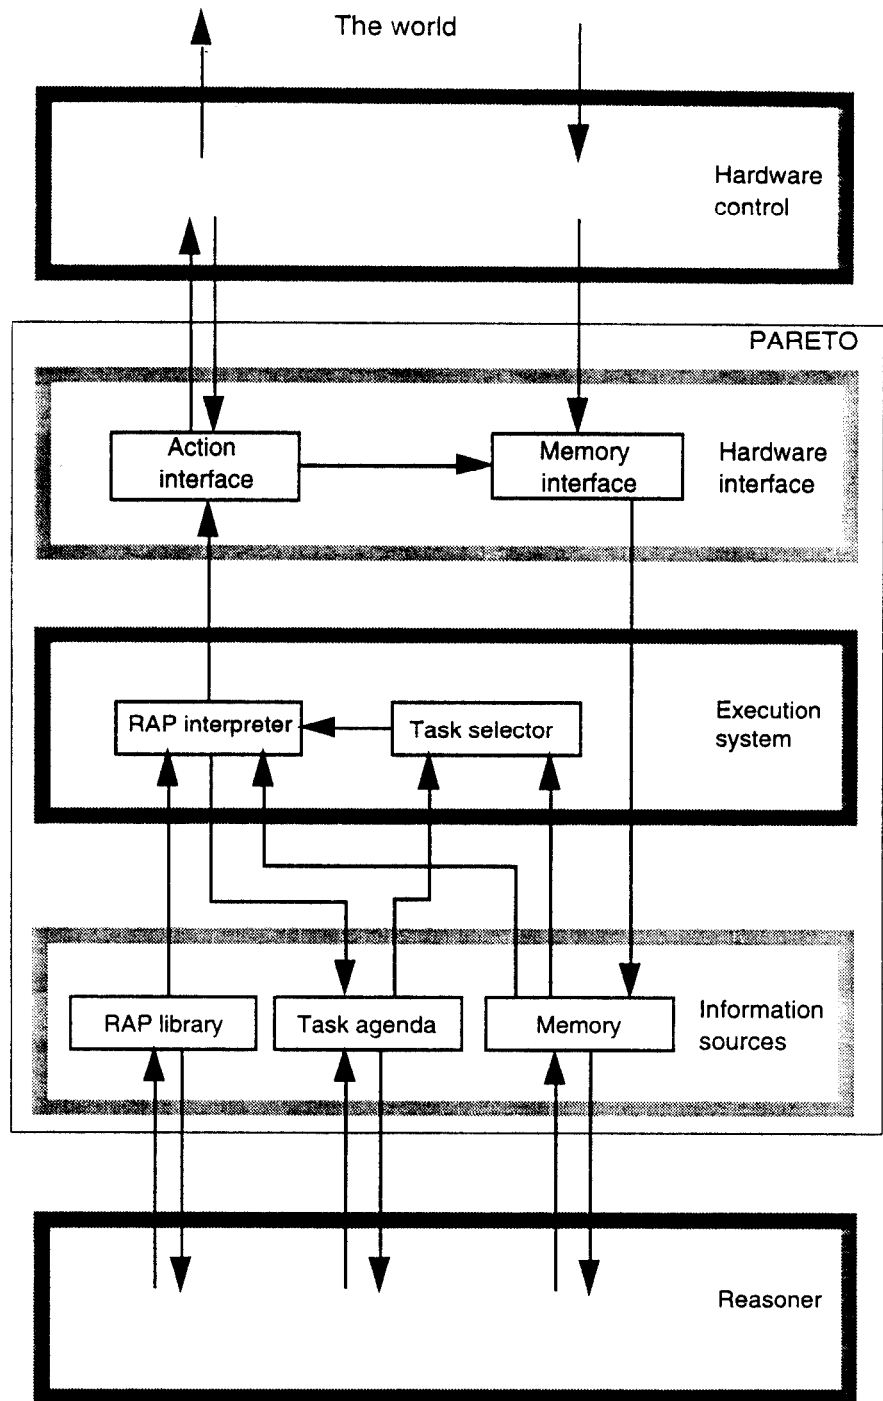 The world
Hardware
control
PARETO
Action
interface
Memory
interface
Hardware
interface
RAP interpreter
Task selector
Execution
system
RAP library
Task agenda
Memory
Information
sources
Reasoner